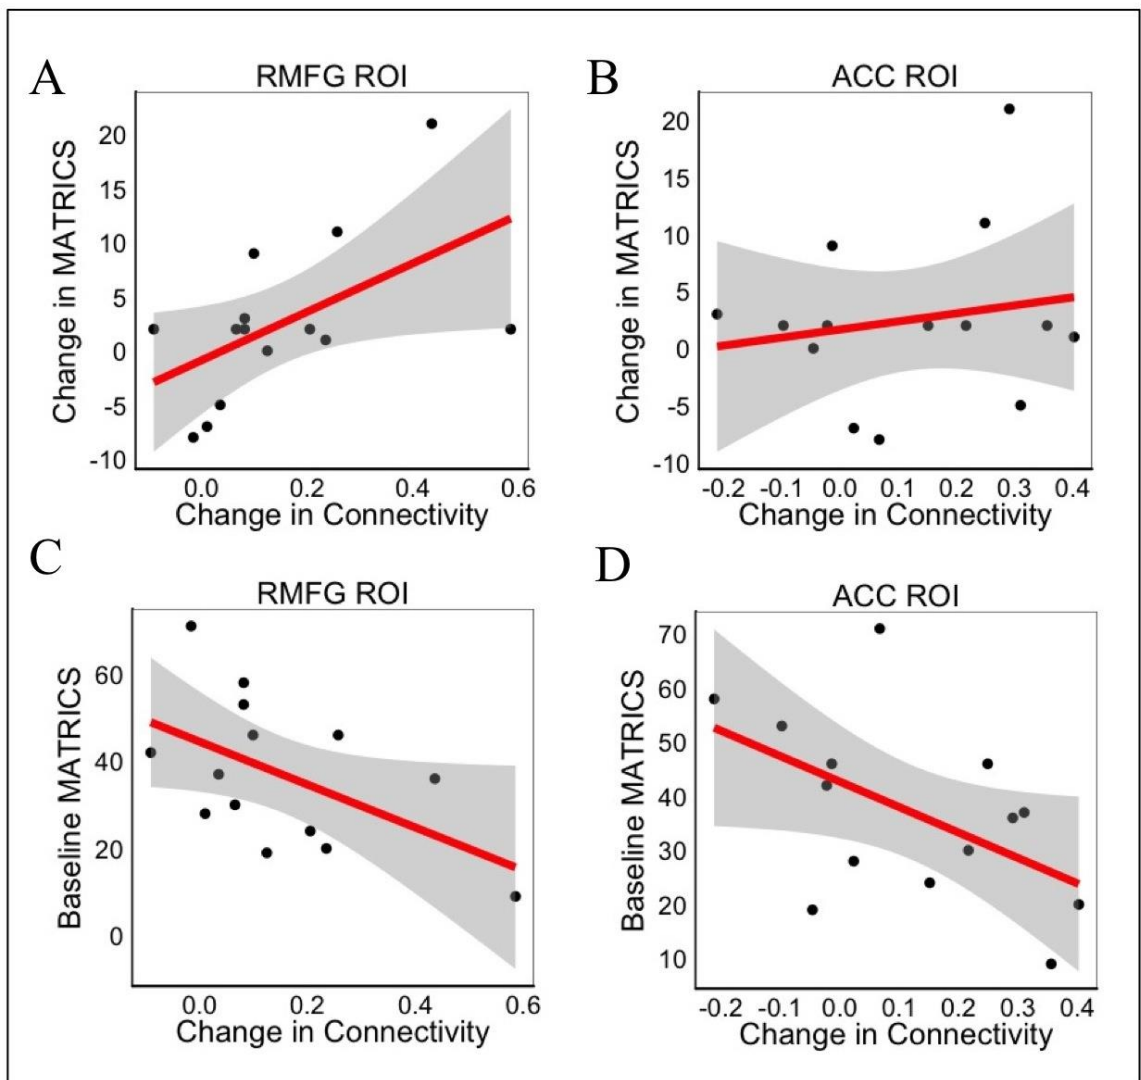 A
RMFG ROI
Change in MATRICS
20
15
10
5
0
-5
-10
0.0 0.2 0.4 0.6
Change in Connectivity
B
ACC ROI
Change in MATRICS
20
15
10
5
0
-5
-10
-0.2 -0.1 0.0 0.1 0.2 0.3 0.4
Change in Connectivity
C
RMFG ROI
Baseline MATRICS
60
40
20
0
0.0 0.2 0.4 0.6
Change in Connectivity
D
ACC ROI
Baseline MATRICS
70
60
50
40
30
20
10
-0.2 -0.1 0.0 0.1 0.2 0.3 0.4
Change in Connectivity